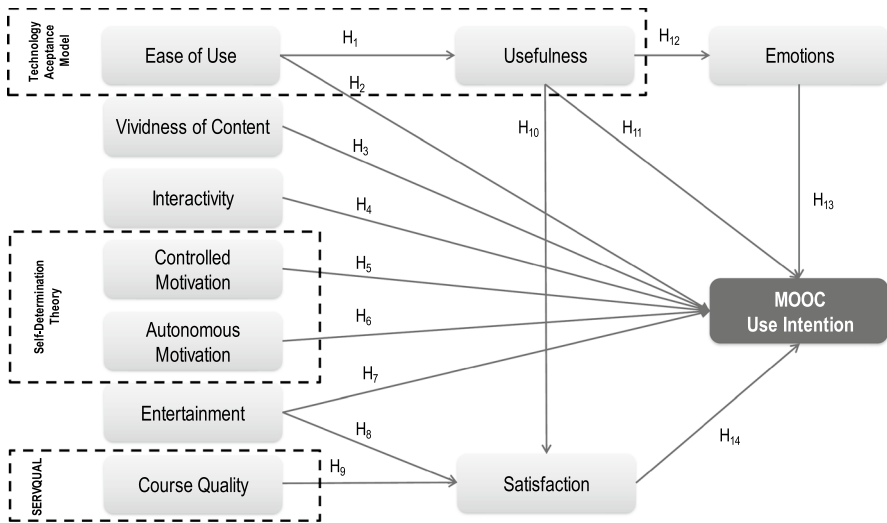 Technology
Aceptance
Model
Ease of Use
H1
Usefulness
H12
Emotions
H2
Vividness of Content
H3
H10
H11
Interactivity
H4
H13
Self-Determination
Theory
Controlled
Motivation
H5
MOOC
Use Intention
Autonomous
Motivation
H6
H7
Entertainment
H8
H14
SERVQUAL
Course Quality
H9
Satisfaction